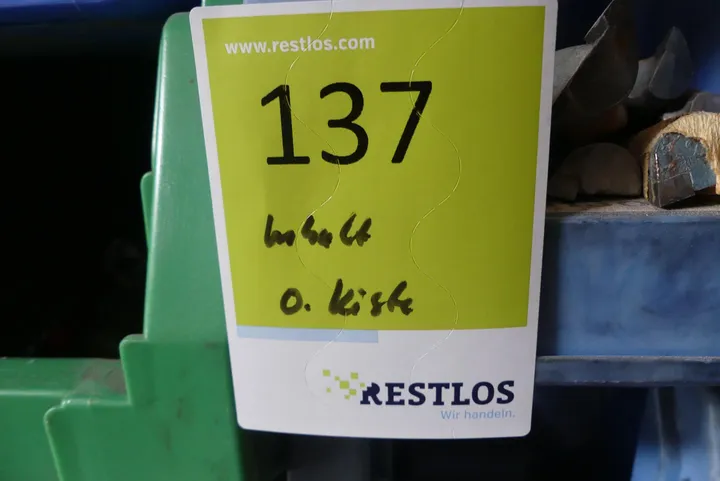 www.restlos.com
137
Inhalt
o. Kiste
RESTLOS
Wir handeln.